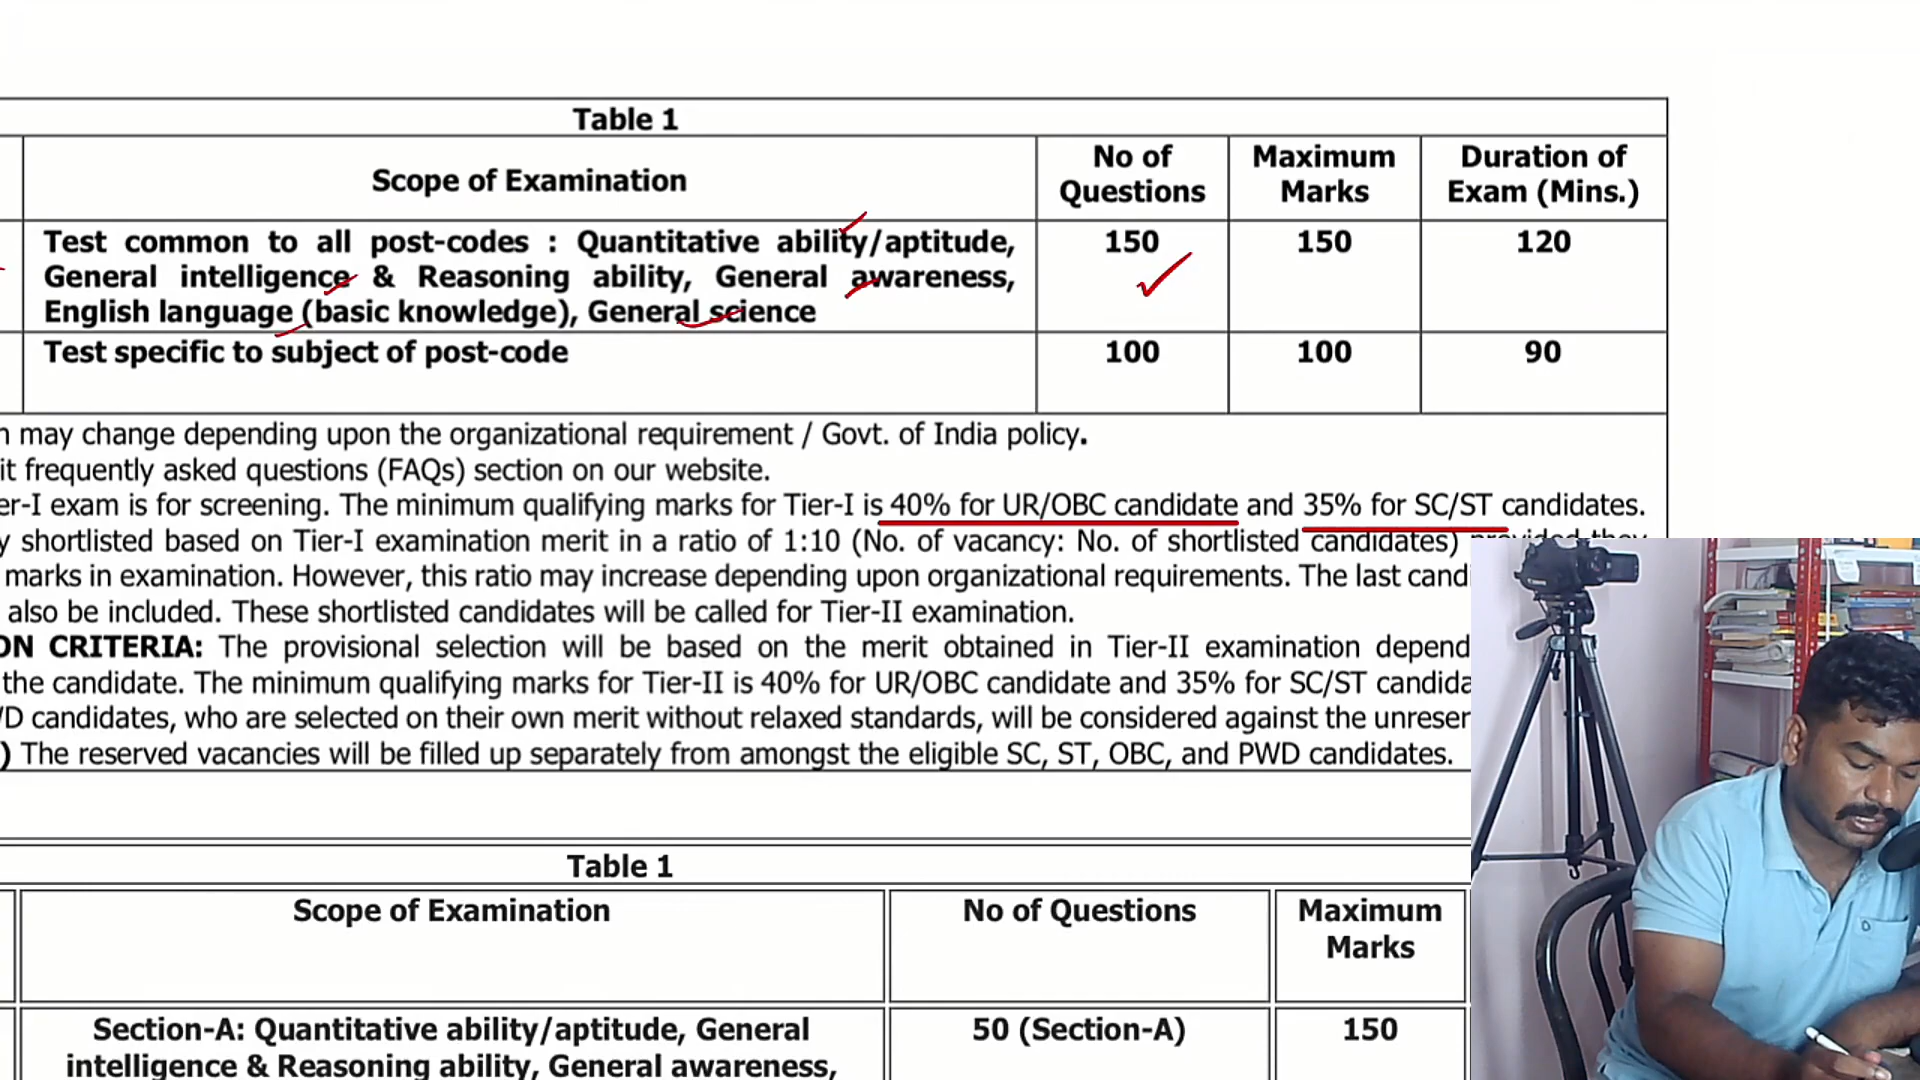 Table 1
Scope of Examination
No of
Questions
Maximum
Marks
Duration of
Exam (Mins.)
Test common to all post-codes : Quantitative ability/aptitude,
General intelligence & Reasoning ability, General awareness,
English language (basic knowledge), General science
150
150
120
Test specific to subject of post-code
100
100
90
may change depending upon the organizational requirement / Govt. of India policy.
it frequently asked questions (FAQs) section on our website.
er-I exam is for screening. The minimum qualifying marks for Tier-I is 40% for UR/OBC candidate and 35% for SC/ST candidates.
y shortlisted based on Tier-I examination merit in a ratio of 1:10 (No. of vacancy: No. of shortlisted candidates) provided they
marks in examination. However, this ratio may increase depending upon organizational requirements. The last candi
also be included. These shortlisted candidates will be called for Tier-II examination.
ON CRITERIA: The provisional selection will be based on the merit obtained in Tier-II examination depend
the candidate. The minimum qualifying marks for Tier-II is 40% for UR/OBC candidate and 35% for SC/ST candida
D candidates, who are selected on their own merit without relaxed standards, will be considered against the unreser
) The reserved vacancies will be filled up separately from amongst the eligible SC, ST, OBC, and PWD candidates.
Table 1
Scope of Examination
No of Questions
Maximum
Marks
Section-A: Quantitative ability/aptitude, General
intelligence & Reasoning ability, General awareness,
50 (Section-A)
150